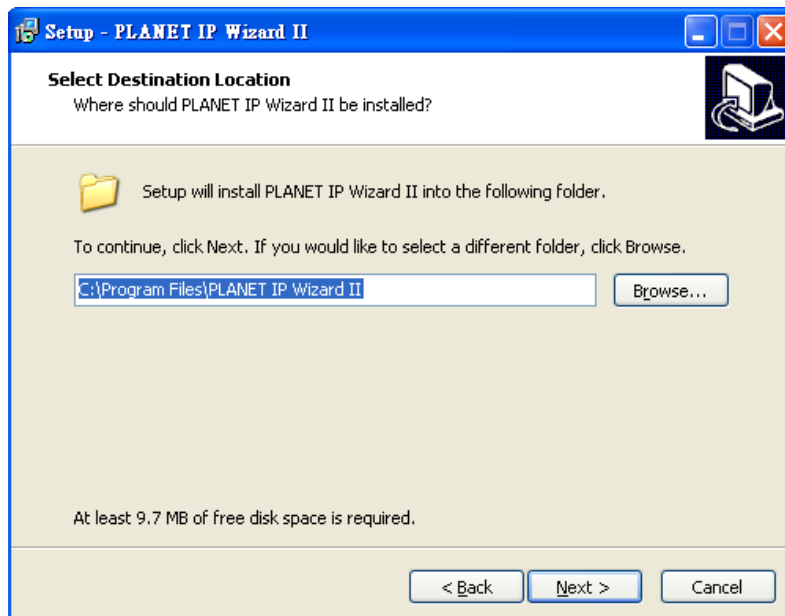 Setup - PLANET IP Wizard II
Select Destination Location
Where should PLANET IP Wizard II be installed?
Setup will install PLANET IP Wizard II into the following folder.
To continue, click Next. If you would like to select a different folder, click Browse.
C:\Program Files\PLANET IP Wizard II
Browse...
At least 9.7 MB of free disk space is required.
< Back
Next >
Cancel